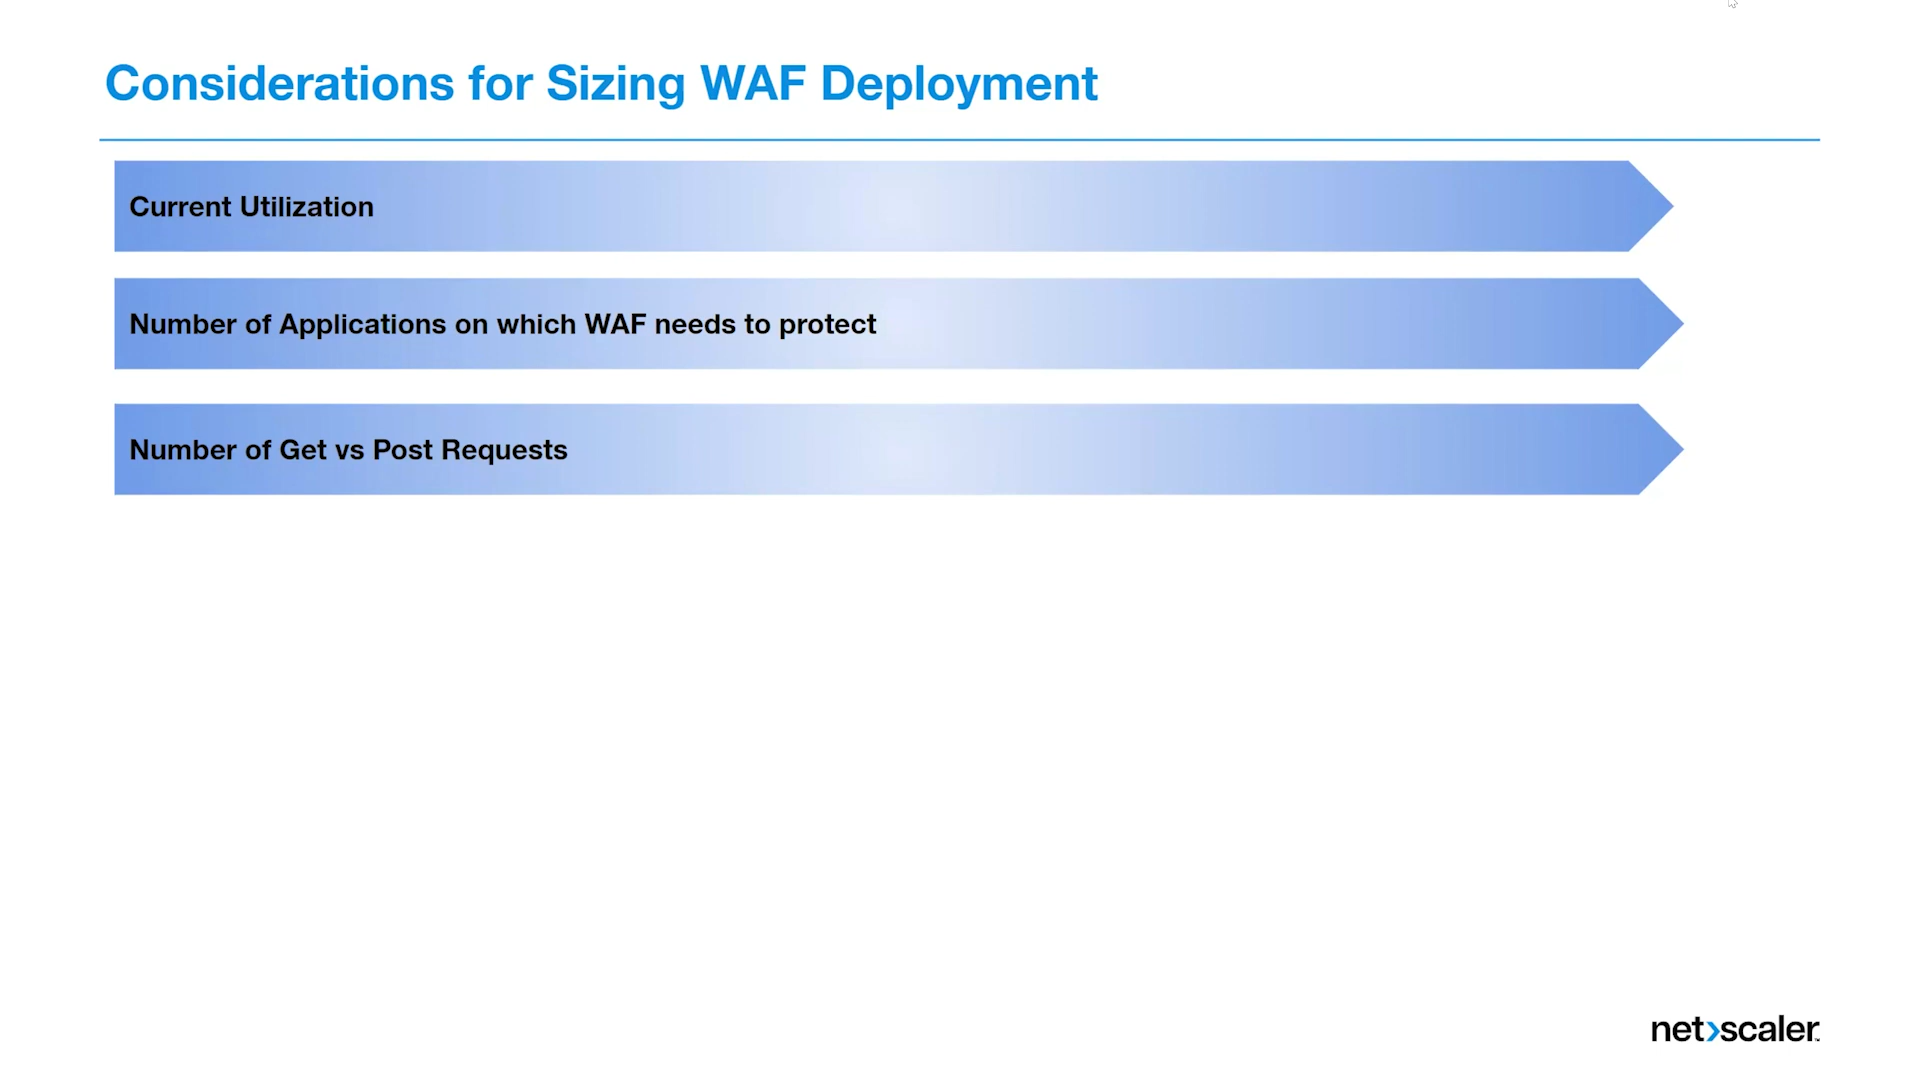 Considerations for Sizing WAF Deployment
Current Utilization
Number of Applications on which WAF needs to protect
Number of Get vs Post Requests
net>scaler